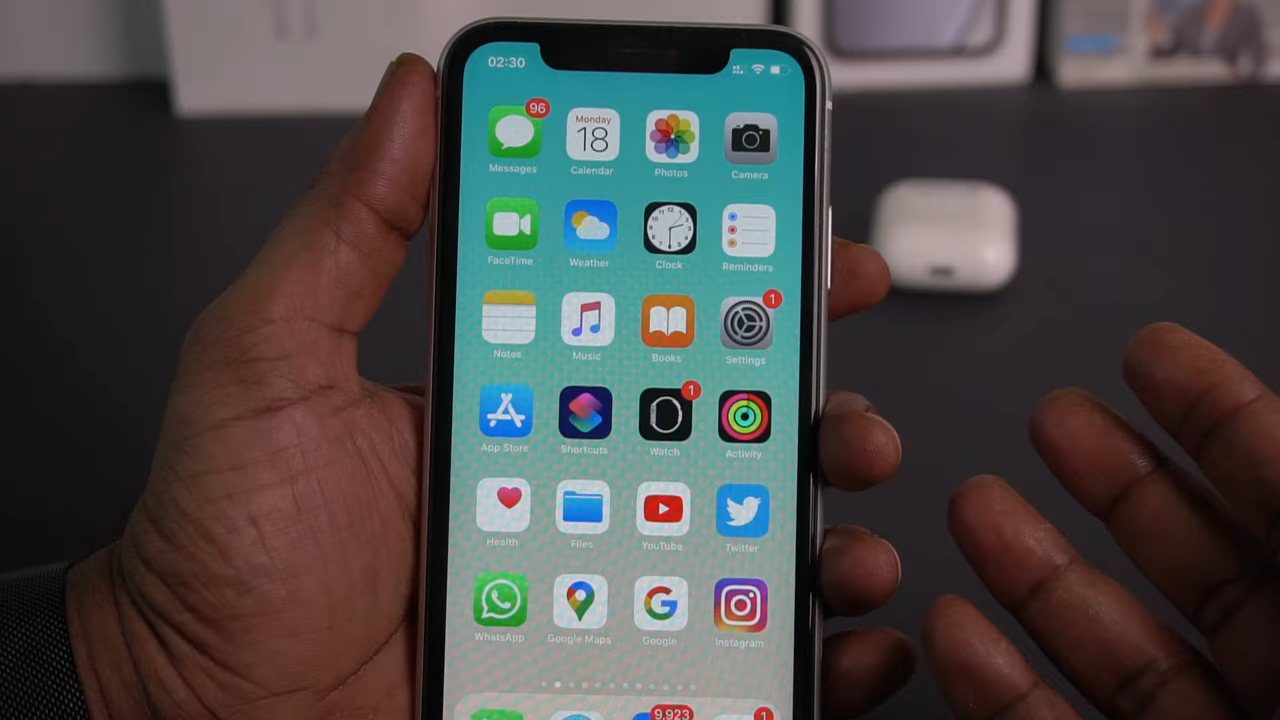 02:30
96
Monday
18
Messages Calendar Photos Camera
FaceTime Weather Clock Reminders
1
Notes Music Books Settings
1
App Store Shortcuts Watch Activity
Health Files YouTube Twitter
WhatsApp Google Maps Google Instagram
9,923 1